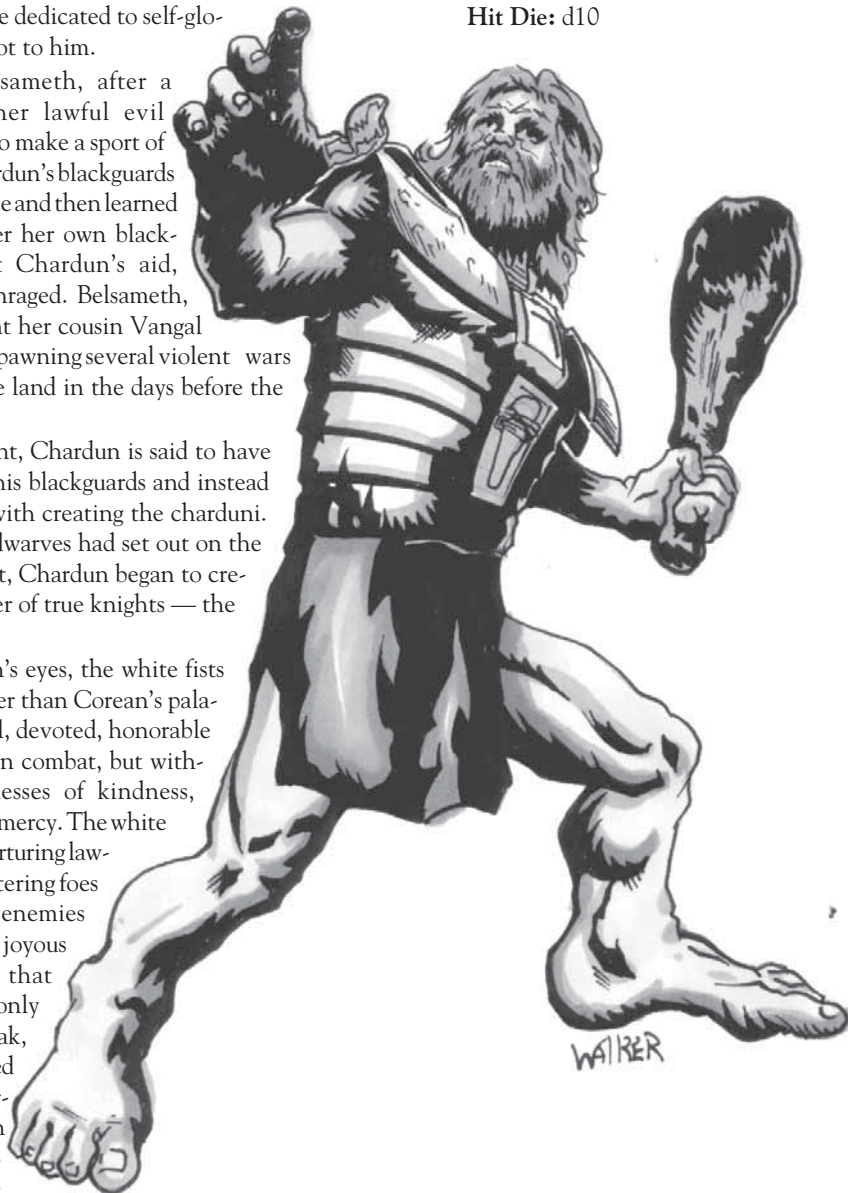 e dedicated to self-glo-
ot to him.
sameth, after a
her lawful evil
o make a sport of
rdun's blackguards
e and then learned
er her own black-
t Chardun's aid,
nraged. Belsameth,
nt her cousin Vangal
pawning several violent wars
e land in the days before the
nt, Chardun is said to have
his blackguards and instead
with creating the charduni.
dwarves had set out on the
t, Chardun began to cre-
er of true knights — the
n's eyes, the white fists
er than Corean's pala-
l, devoted, honorable
n combat, but with-
esses of kindness,
mercy. The white
rturing law-
tering foes
enemies
joyous
that
only
ak,
ed
n
Hit Die: d10
WALKER